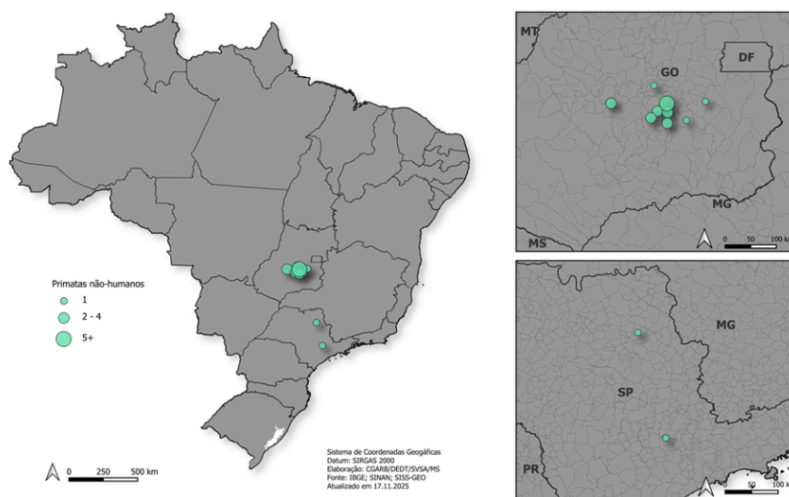 Primatas não-humanos
1
2 - 4
5+
0 250 500 km
Sistema de Coordenadas Geográficas
Datum: SIRGAS 2000
Elaboração: CGARB/DEDT/SVSA/MS
Fonte: IBGE; SINAN; SISS-GEO
Atualizado em 17.11.2025
MT
DF
GO
MG
MS
0 50 100 km
MG
SP
PR
0 50 100 km